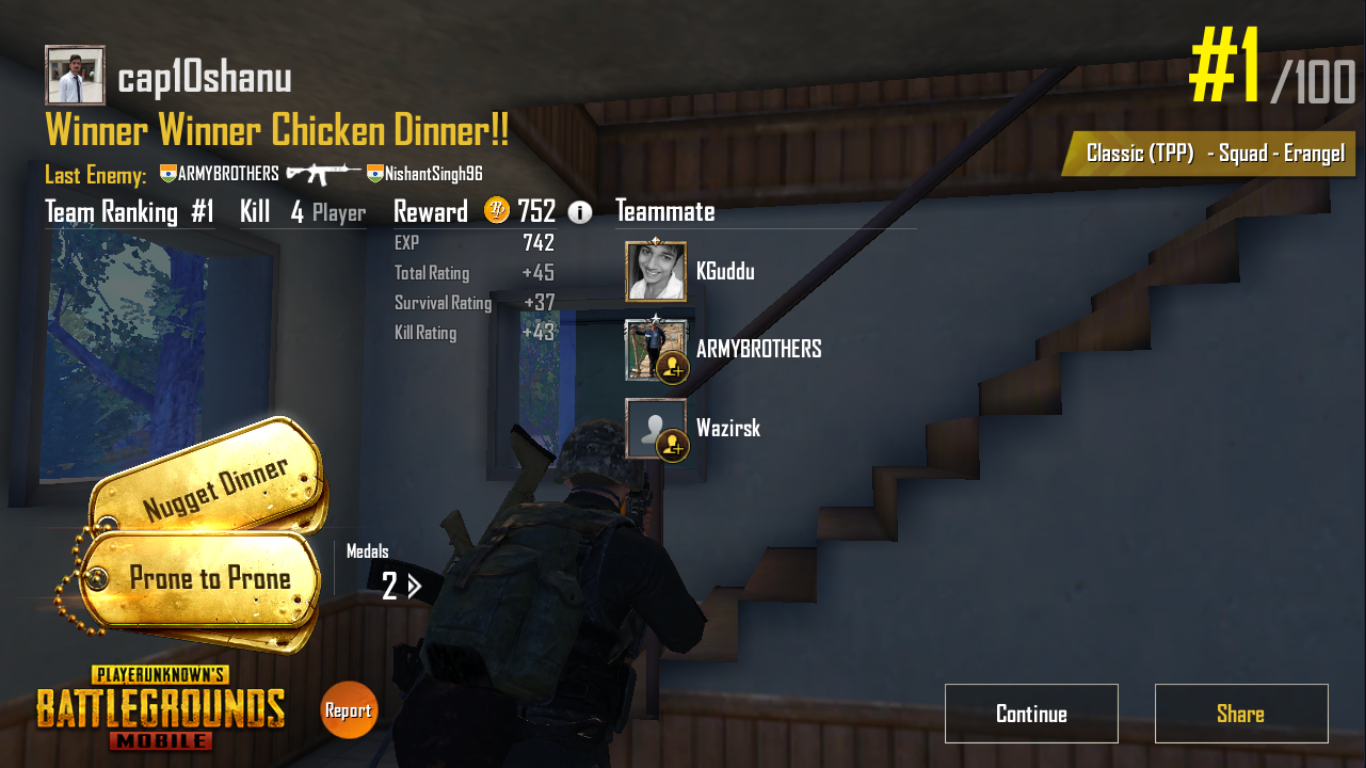 cap10shanu
Winner Winner Chicken Dinner!!
Last Enemy: ARMYBROTHERS NishantSingh96
Team Ranking #1 Kill 4 Player Reward 752 i Teammate
EXP 742
Total Rating +45
Survival Rating +37
Kill Rating +43
KGuddu
ARMYBROTHERS
Wazirsk
#1 /100
Classic (TPP) - Squad - Erangel
Nugget Dinner
Prone to Prone
Medals
2
PLAYERUNKNOWN'S
BATTLEGROUNDS
MOBILE
Report
Continue
Share